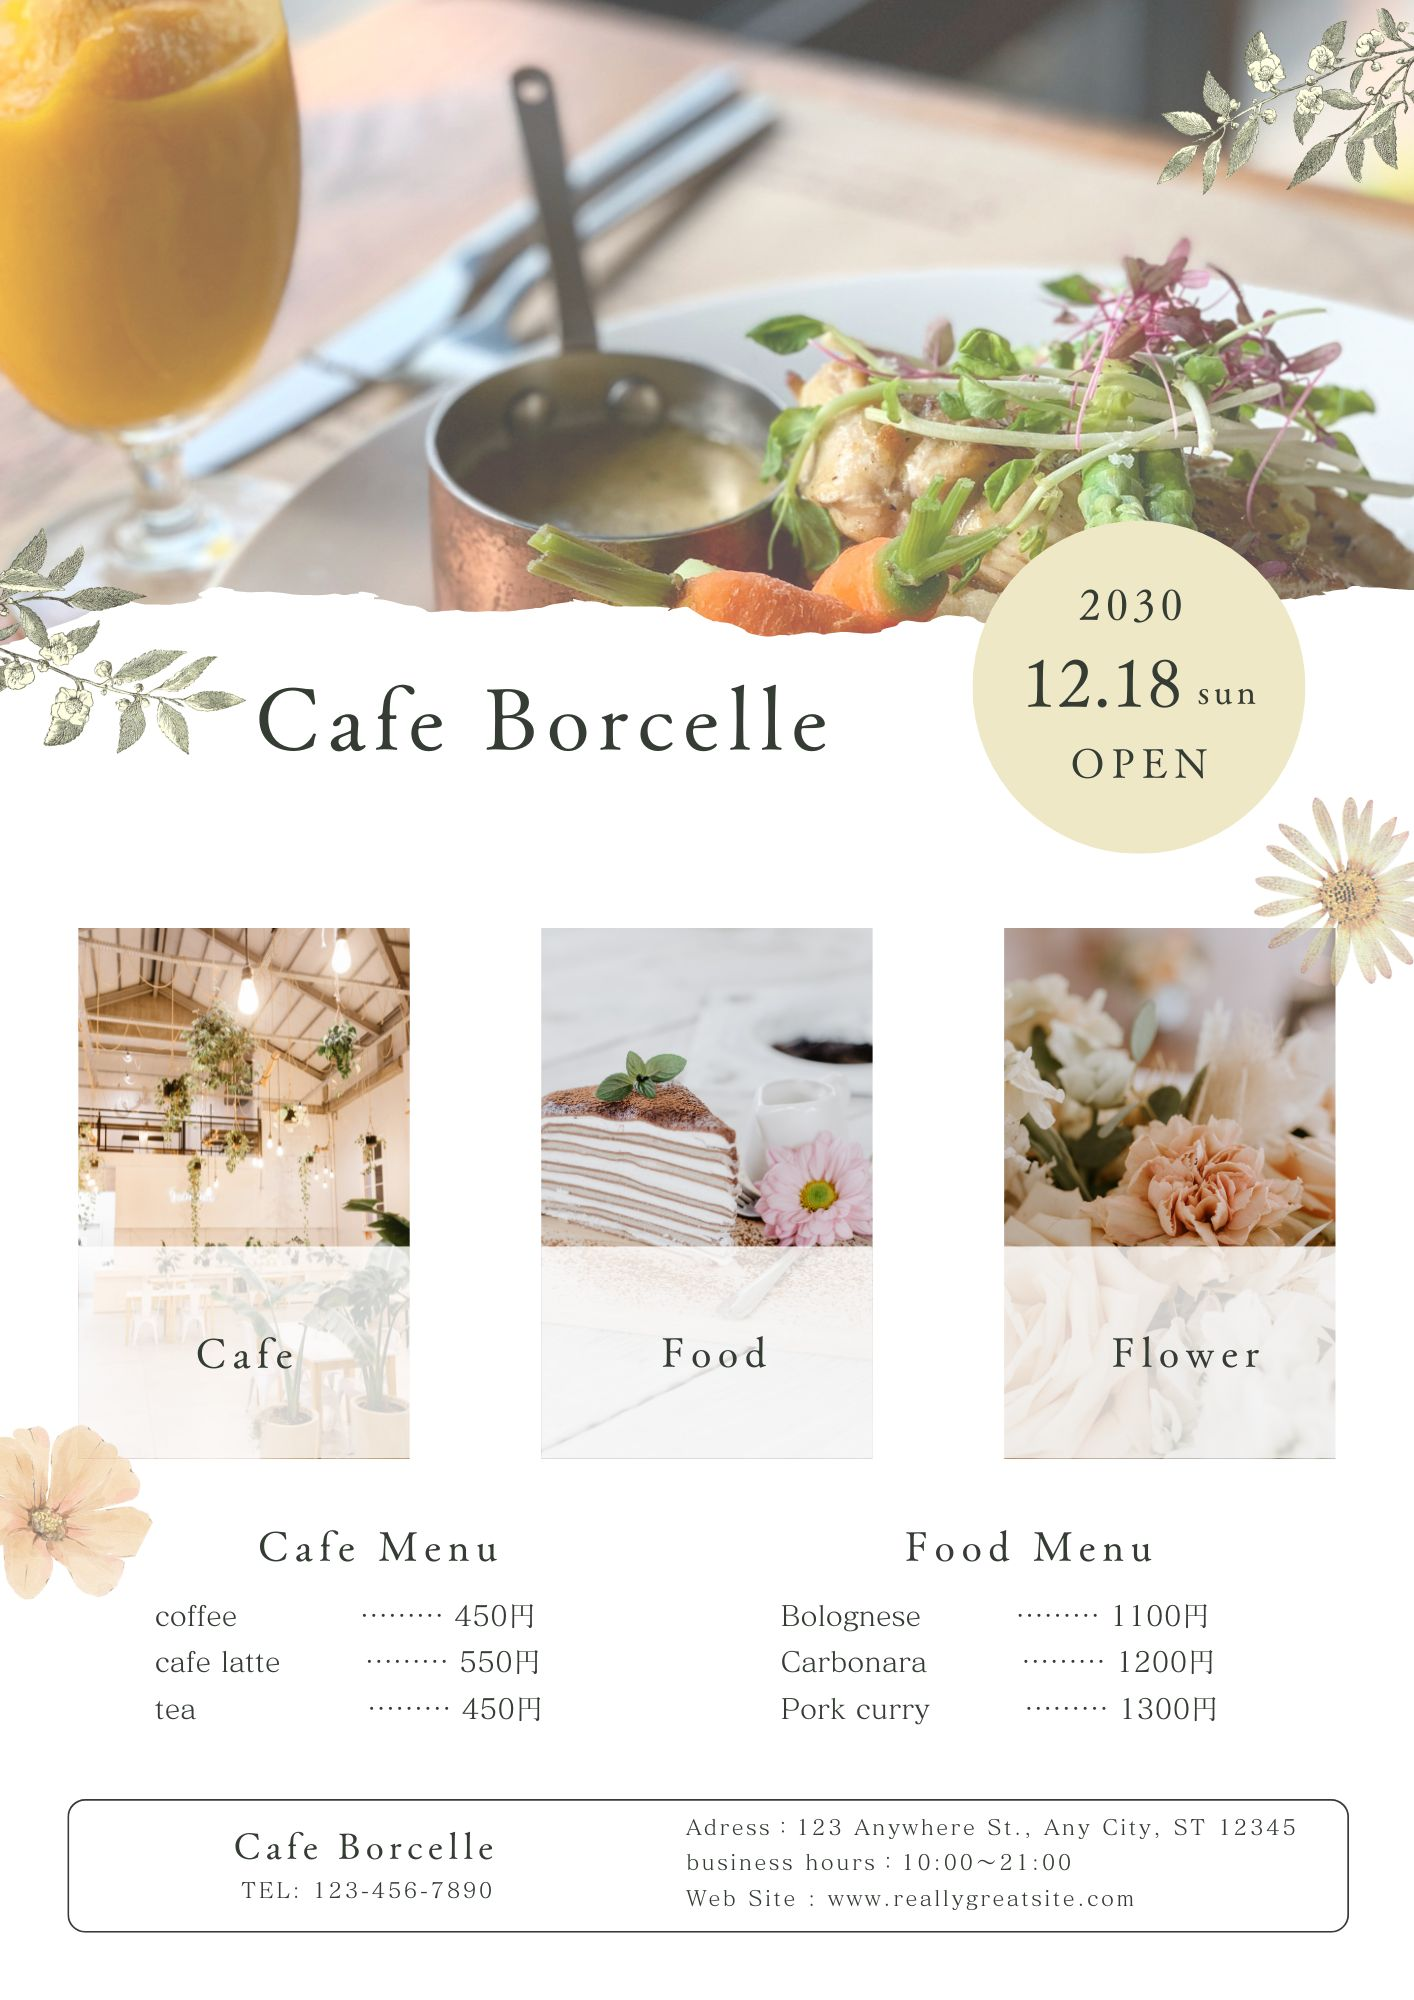 2030
12.18 sun
OPEN
Cafe Borcelle
Cafe
Food
Flower
Cafe Menu
coffee ⋯⋯⋯ 450円
cafe latte ⋯⋯⋯ 550円
tea ⋯⋯⋯ 450円
Food Menu
Bolognese ⋯⋯⋯ 1100円
Carbonara ⋯⋯⋯ 1200円
Pork curry ⋯⋯⋯ 1300円
Cafe Borcelle
TEL: 123-456-7890
Adress：123 Anywhere St., Any City, ST 12345
business hours：10:00～21:00
Web Site : www.reallygreatsite.com